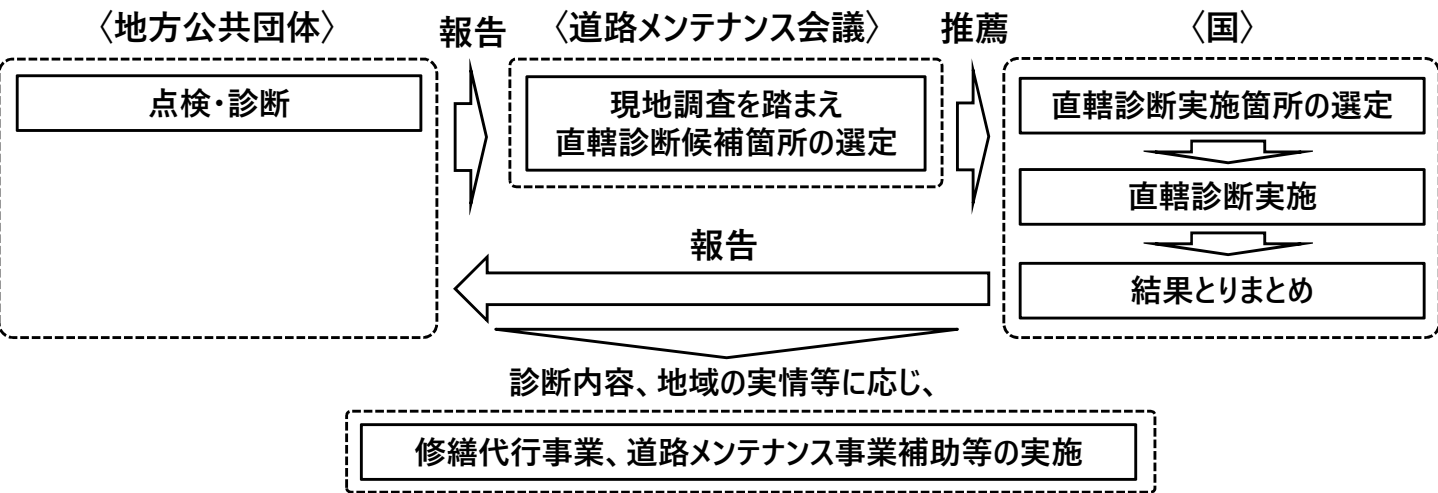 〈地方公共団体〉
報告
〈道路メンテナンス会議〉
推薦
〈国〉
点検・診断
現地調査を踏まえ
直轄診断候補箇所の選定
直轄診断実施箇所の選定
直轄診断実施
結果とりまとめ
報告
診断内容、地域の実情等に応じ、
修繕代行事業、道路メンテナンス事業補助等の実施